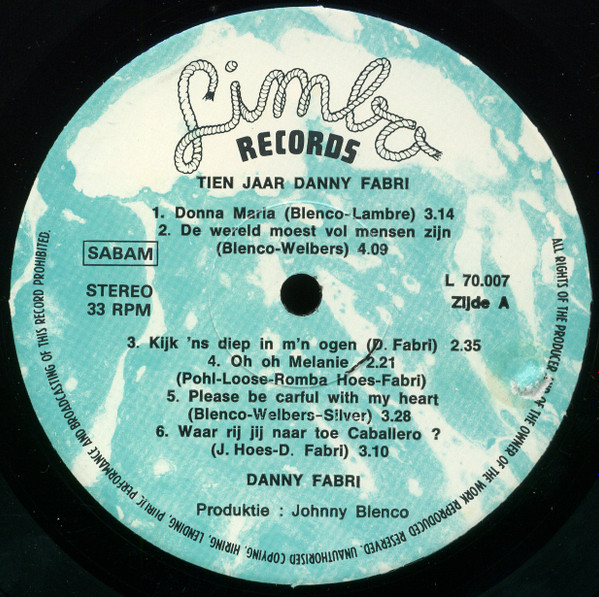 Limbo
RECORDS
TIEN JAAR DANNY FABRI
1. Donna Maria (Blenco-Lambre) 3.14
2. De wereld moest vol mensen zijn
(Blenco-Welbers) 4.09
SABAM
STEREO
33 RPM
L 70.007
Zijde A
3. Kijk 'ns diep in m'n ogen (D. Fabri) 2.35
4. Oh oh Melanie 2.21
(Pohl-Loose-Romba Hoes-Fabri)
5. Please be carful with my heart
(Blenco-Welbers-Silver) 3.28
6. Waar rij jij naar toe Caballero ?
(J. Hoes-D. Fabri) 3.10
DANNY FABRI
Produktie : Johnny Blenco
ALL RIGHTS OF THE PRODUCER AND OF THE OWNER OF THE WORK REPRODUCED RESERVED. UNAUTHORISED COPYING, HIRING, LENDING, PUBLIC PERFORMANCE AND BROADCASTING OF THIS RECORD PROHIBITED.